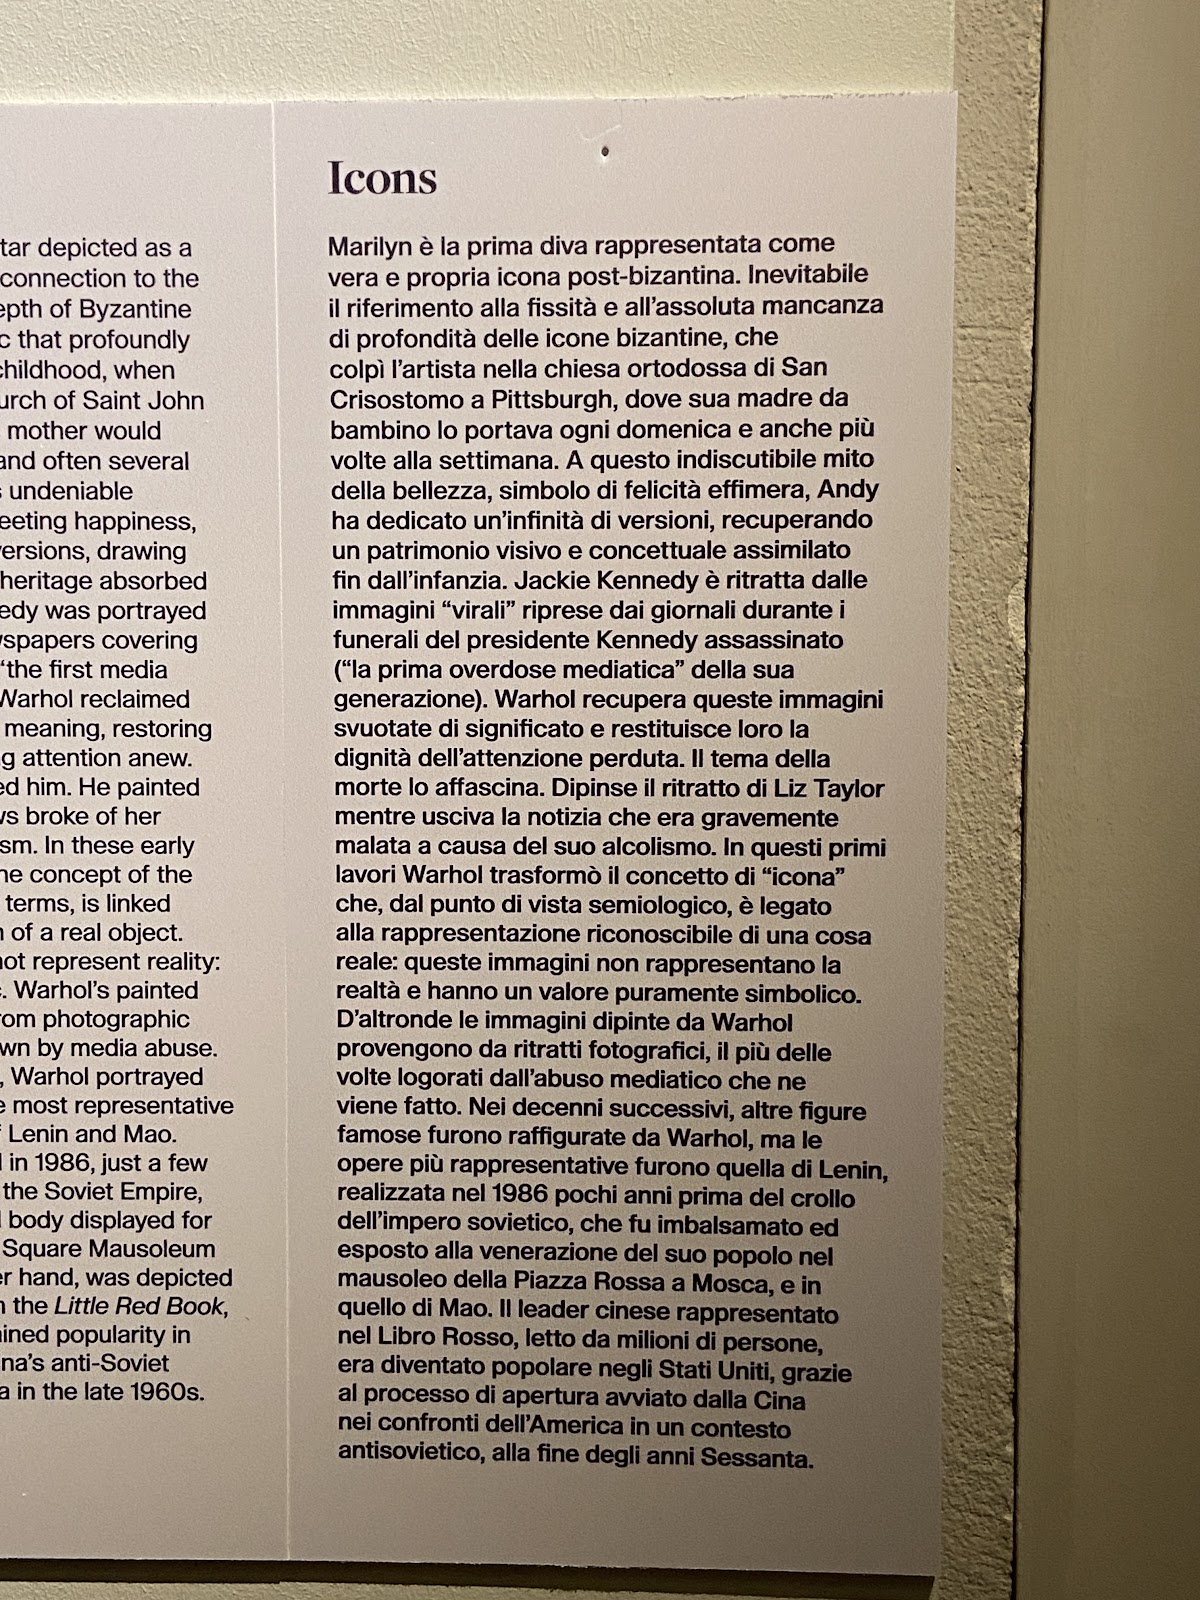 tar depicted as a
connection to the
epth of Byzantine
c that profoundly
childhood, when
urch of Saint John
mother would
and often several
s undeniable
eeting happiness,
versions, drawing
heritage absorbed
edy was portrayed
wspapers covering
“the first media
Warhol reclaimed
meaning, restoring
g attention anew.
ed him. He painted
ws broke of her
sm. In these early
he concept of the
terms, is linked
n of a real object.
not represent reality:
c. Warhol’s painted
rom photographic
wn by media abuse.
, Warhol portrayed
e most representative
f Lenin and Mao.
d in 1986, just a few
the Soviet Empire,
d body displayed for
Square Mausoleum
er hand, was depicted
n the Little Red Book,
ained popularity in
na’s anti-Soviet
a in the late 1960s.
Icons
Marilyn è la prima diva rappresentata come
vera e propria icona post-bizantina. Inevitabile
il riferimento alla fissità e all’assoluta mancanza
di profondità delle icone bizantine, che
colpì l’artista nella chiesa ortodossa di San
Crisostomo a Pittsburgh, dove sua madre da
bambino lo portava ogni domenica e anche più
volte alla settimana. A questo indiscutibile mito
della bellezza, simbolo di felicità effimera, Andy
ha dedicato un’infinità di versioni, recuperando
un patrimonio visivo e concettuale assimilato
fin dall’infanzia. Jackie Kennedy è ritratta dalle
immagini “virali” riprese dai giornali durante i
funerali del presidente Kennedy assassinato
(“la prima overdose mediatica” della sua
generazione). Warhol recupera queste immagini
svuotate di significato e restituisce loro la
dignità dell’attenzione perduta. Il tema della
morte lo affascina. Dipinse il ritratto di Liz Taylor
mentre usciva la notizia che era gravemente
malata a causa del suo alcolismo. In questi primi
lavori Warhol trasformò il concetto di “icona”
che, dal punto di vista semiologico, è legato
alla rappresentazione riconoscibile di una cosa
reale: queste immagini non rappresentano la
realtà e hanno un valore puramente simbolico.
D’altronde le immagini dipinte da Warhol
provengono da ritratti fotografici, il più delle
volte logorati dall’abuso mediatico che ne
viene fatto. Nei decenni successivi, altre figure
famose furono raffigurate da Warhol, ma le
opere più rappresentative furono quella di Lenin,
realizzata nel 1986 pochi anni prima del crollo
dell’impero sovietico, che fu imbalsamato ed
esposto alla venerazione del suo popolo nel
mausoleo della Piazza Rossa a Mosca, e in
quello di Mao. Il leader cinese rappresentato
nel Libro Rosso, letto da milioni di persone,
era diventato popolare negli Stati Uniti, grazie
al processo di apertura avviato dalla Cina
nei confronti dell’America in un contesto
antisovietico, alla fine degli anni Sessanta.